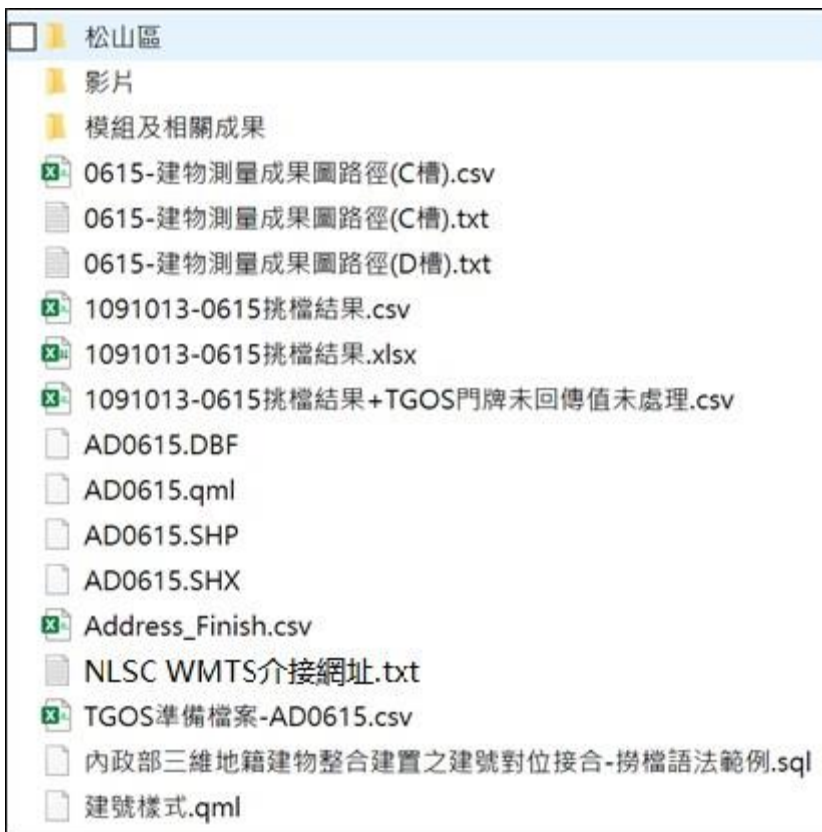 松山區
影片
模組及相關成果
0615-建物測量成果圖路徑(C槽).csv
0615-建物測量成果圖路徑(C槽).txt
0615-建物測量成果圖路徑(D槽).txt
1091013-0615挑檔結果.csv
1091013-0615挑檔結果.xlsx
1091013-0615挑檔結果+TGOS門牌未回傳值未處理.csv
AD0615.DBF
AD0615.qml
AD0615.SHP
AD0615.SHX
Address_Finish.csv
NLSC WMTS介接網址.txt
TGOS準備檔案-AD0615.csv
內政部三維地籍建物整合建置之建號對位接合-撈檔語法範例.sql
建號樣式.qml